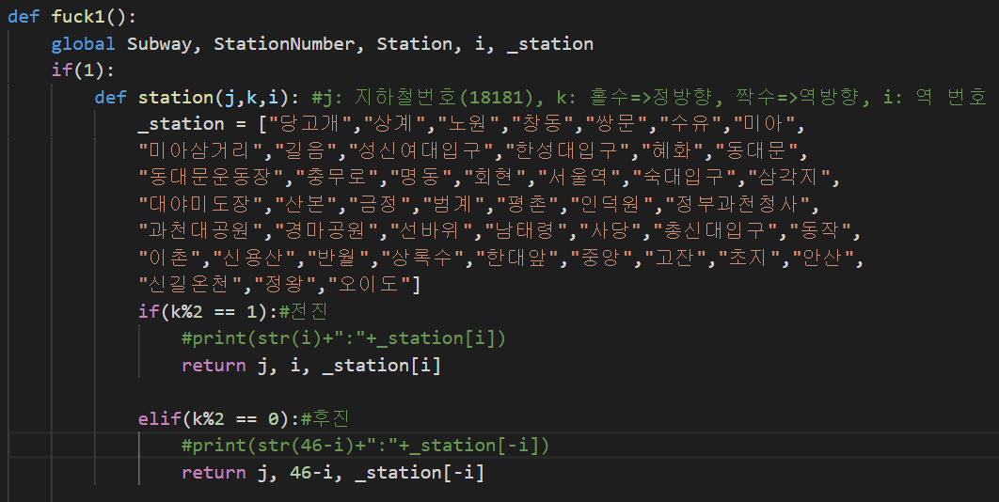 def fuck1():
global Subway, StationNumber, Station, i, _station
if(1):
def station(j,k,i): #j: 지하철번호(18181), k: 홀수=>정방향, 짝수=>역방향, i: 역 번호
_station = ["당고개","상계","노원","창동","쌍문","수유","미아",
"미아삼거리","길음","성신여대입구","한성대입구","혜화","동대문",
"동대문운동장","충무로","명동","회현","서울역","숙대입구","삼각지",
"대야미도장","산본","금정","범계","평촌","인덕원","정부과천청사",
"과천대공원","경마공원","선바위","남태령","사당","총신대입구","동작",
"이촌","신용산","반월","상록수","한대앞","중앙","고잔","초지","안산",
"신길온천","정왕","오이도"]
if(k%2 == 1):#전진
#print(str(i)+":"+_station[i])
return j, i, _station[i]
elif(k%2 == 0):#후진
#print(str(46-i)+":"+_station[-i])
return j, 46-i, _station[-i]